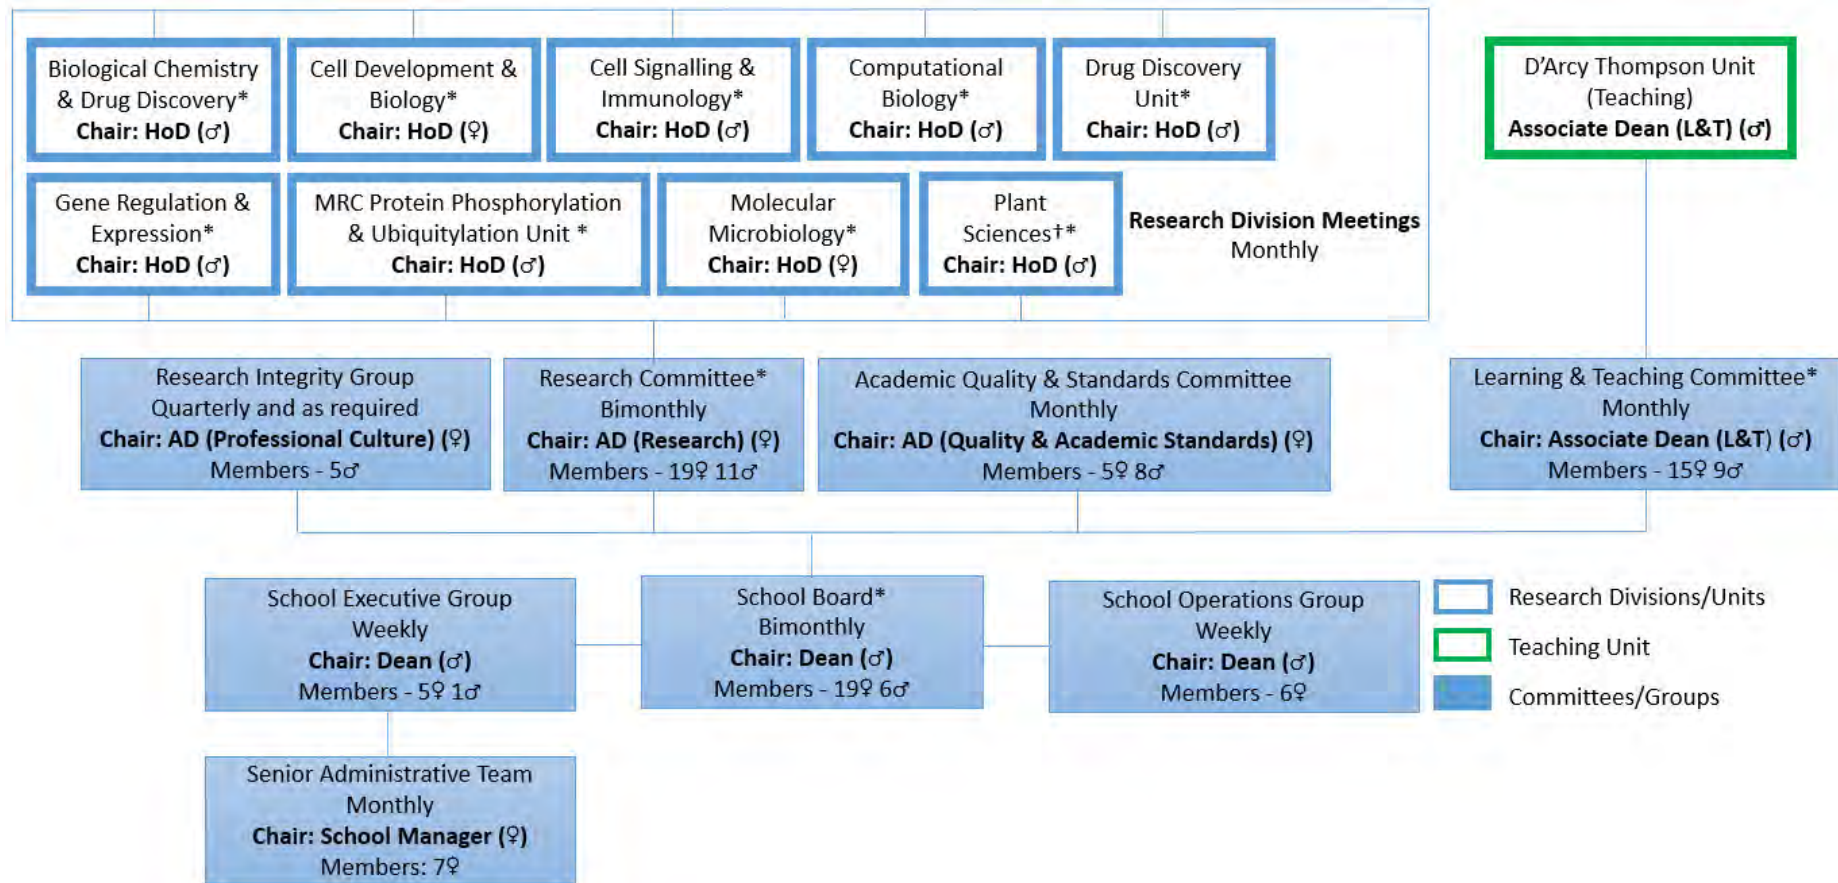 Biological Chemistry
& Drug Discovery*
Chair: HoD (♂)
Cell Development &
Biology*
Chair: HoD (♀)
Cell Signalling &
Immunology*
Chair: HoD (♂)
Computational
Biology*
Chair: HoD (♂)
Drug Discovery
Unit*
Chair: HoD (♂)
D'Arcy Thompson Unit
(Teaching)
Associate Dean (L&T) (♂)
Gene Regulation &
Expression*
Chair: HoD (♂)
MRC Protein Phosphorylation
& Ubiquitylation Unit *
Chair: HoD (♂)
Molecular
Microbiology*
Chair: HoD (♀)
Plant
Sciences†*
Chair: HoD (♂)
Research Division Meetings
Monthly
Research Integrity Group
Quarterly and as required
Chair: AD (Professional Culture) (♀)
Members - 5♂
Research Committee*
Bimonthly
Chair: AD (Research) (♀)
Members - 19♀ 11♂
Academic Quality & Standards Committee
Monthly
Chair: AD (Quality & Academic Standards) (♀)
Members - 5♀ 8♂
Learning & Teaching Committee*
Monthly
Chair: Associate Dean (L&T) (♂)
Members - 15♀ 9♂
School Executive Group
Weekly
Chair: Dean (♂)
Members - 5♀ 1♂
School Board*
Bimonthly
Chair: Dean (♂)
Members - 19♀ 6♂
School Operations Group
Weekly
Chair: Dean (♂)
Members - 6♀
Research Divisions/Units
Teaching Unit
Committees/Groups
Senior Administrative Team
Monthly
Chair: School Manager (♀)
Members: 7♀